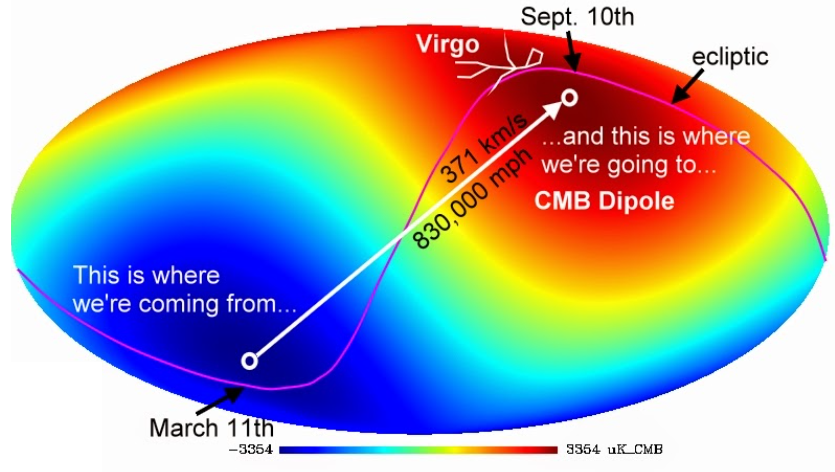 Sept. 10th
Virgo
ecliptic
371 km/s
830,000 mph
...and this is where
we're going to...
CMB Dipole
This is where
we're coming from...
March 11th
-3354
3354 uK_CMB